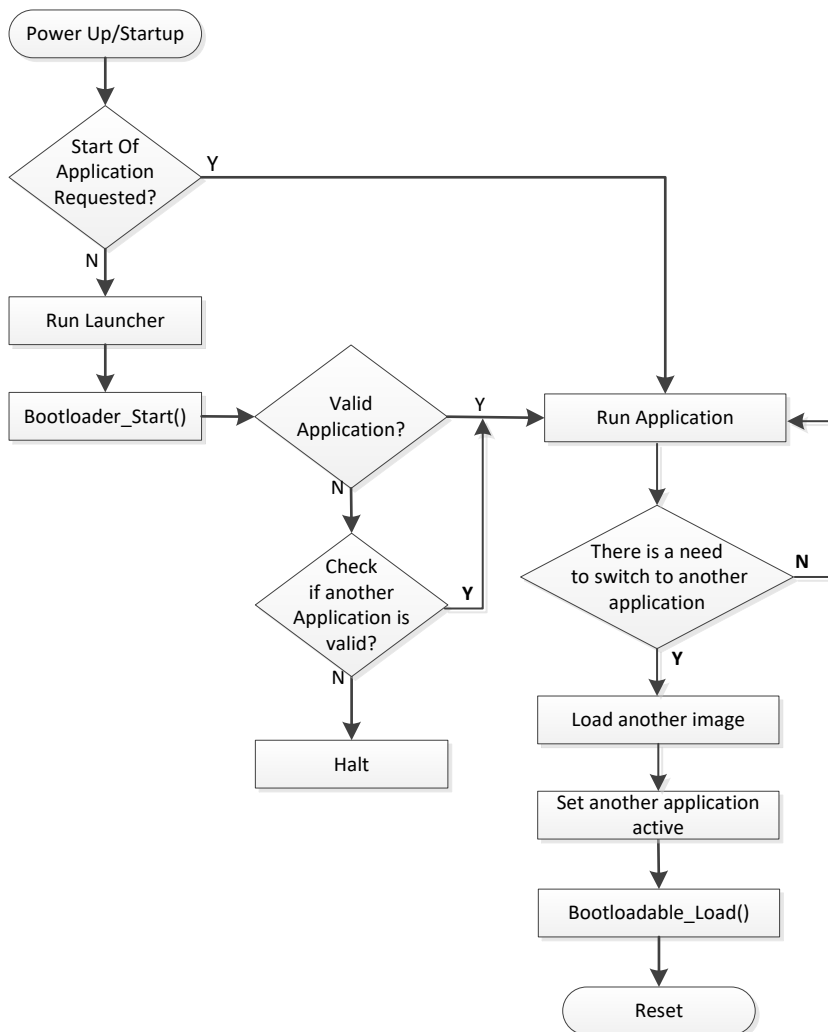 Power Up/Startup
Start Of
Application
Requested?
Y
N
Run Launcher
Bootloader_Start()
Valid
Application?
Y
N
Check
if another
Application is
valid?
Y
N
Halt
Run Application
There is a need
to switch to another
application
N
Y
Load another image
Set another application
active
Bootloadable_Load()
Reset